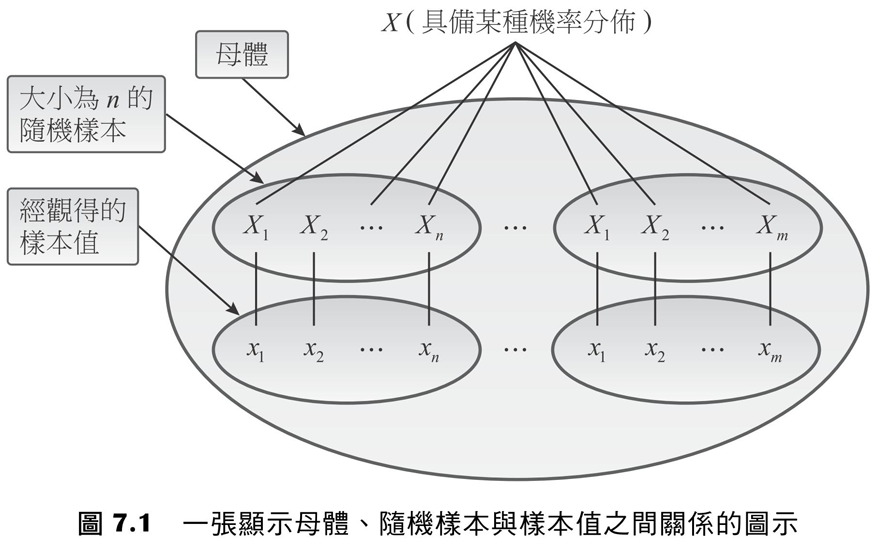 X(具備某種機率分佈)
母體
大小為 n 的
隨機樣本
經觀得的
樣本值
X₁ X₂ … Xₙ … X₁ X₂ … Xₘ
x₁ x₂ … xₙ … x₁ x₂ … xₘ
圖 7.1 一張顯示母體、隨機樣本與樣本值之間關係的圖示